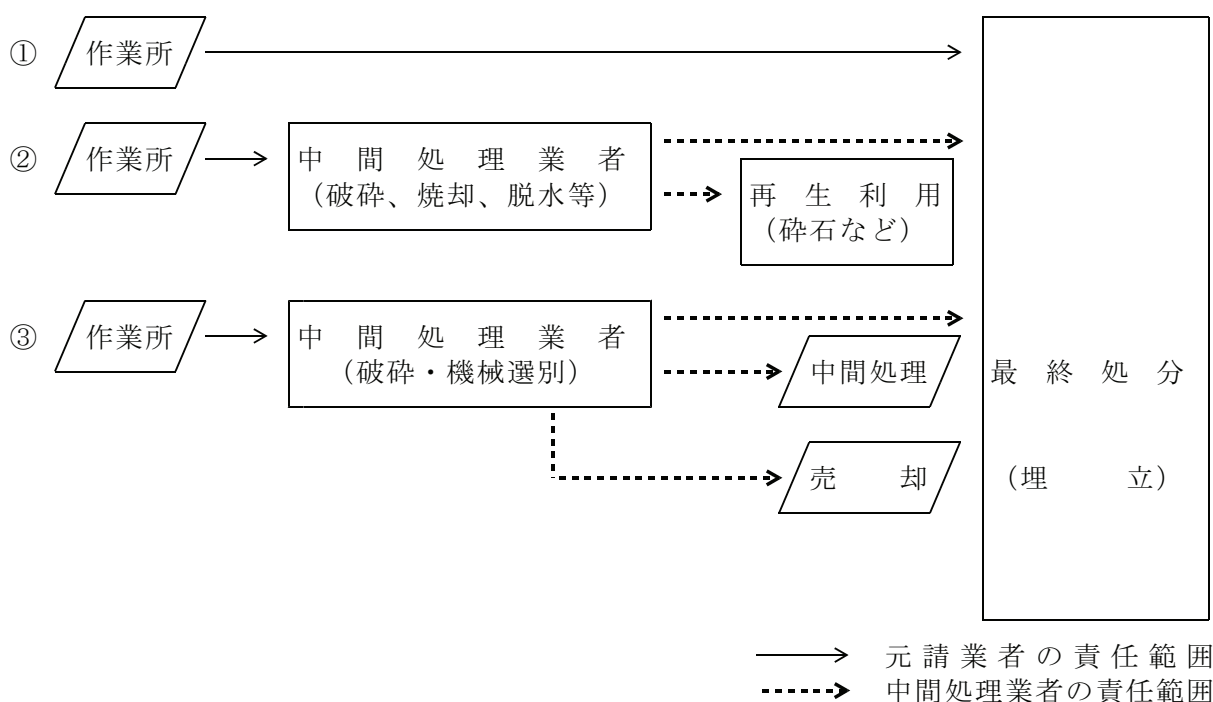 ① 作業所
② 作業所
中間処理業者
（破砕、焼却、脱水等）
再生利用
（砕石など）
③ 作業所
中間処理業者
（破砕・機械選別）
中間処理
売却
最終処分
（埋立）
元請業者の責任範囲
中間処理業者の責任範囲